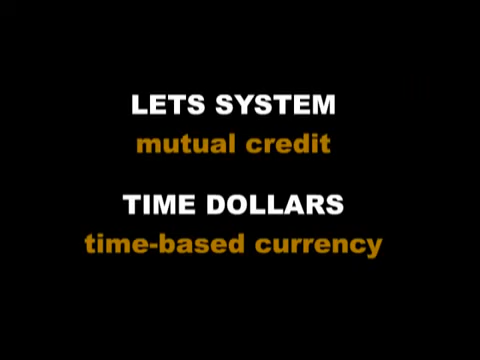 LETS SYSTEM
mutual credit
TIME DOLLARS
time-based currency